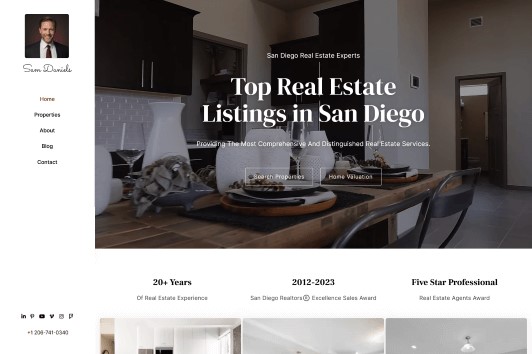 Sam Daniels
Home
Properties
About
Blog
Contact
+1 206-741-0340
San Diego Real Estate Experts
Top Real Estate
Listings in San Diego
Providing The Most Comprehensive And Distinguished Real Estate Services.
Search Properties
Home Valuation
20+ Years
Of Real Estate Experience
2012-2023
San Diego Realtors® Excellence Sales Award
Five Star Professional
Real Estate Agents Award